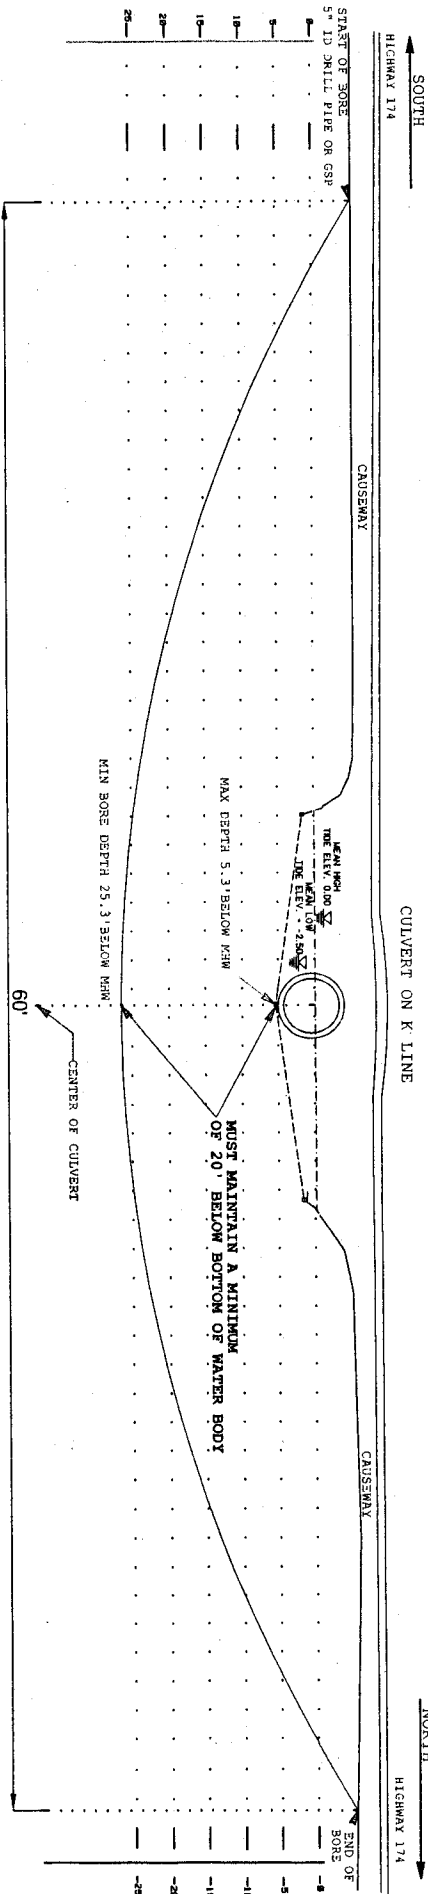 SOUTH
HIGHWAY 174
START OF BORE
5" ID DRILL PIPE OR GSP
0
5
10
15
20
25
CAUSEWAY
CULVERT ON K LINE
MEAN HIGH
TIDE ELEV. 0.00
MEAN LOW
TIDE ELEV. - 2.50
MAX DEPTH 5.3' BELOW MHW
MIN BORE DEPTH 25.3' BELOW MHW
MUST MAINTAIN A MINIMUM
OF 20' BELOW BOTTOM OF WATER BODY
CENTER OF CULVERT
60'
CAUSEWAY
NORTH
HIGHWAY 174
END OF
BORE